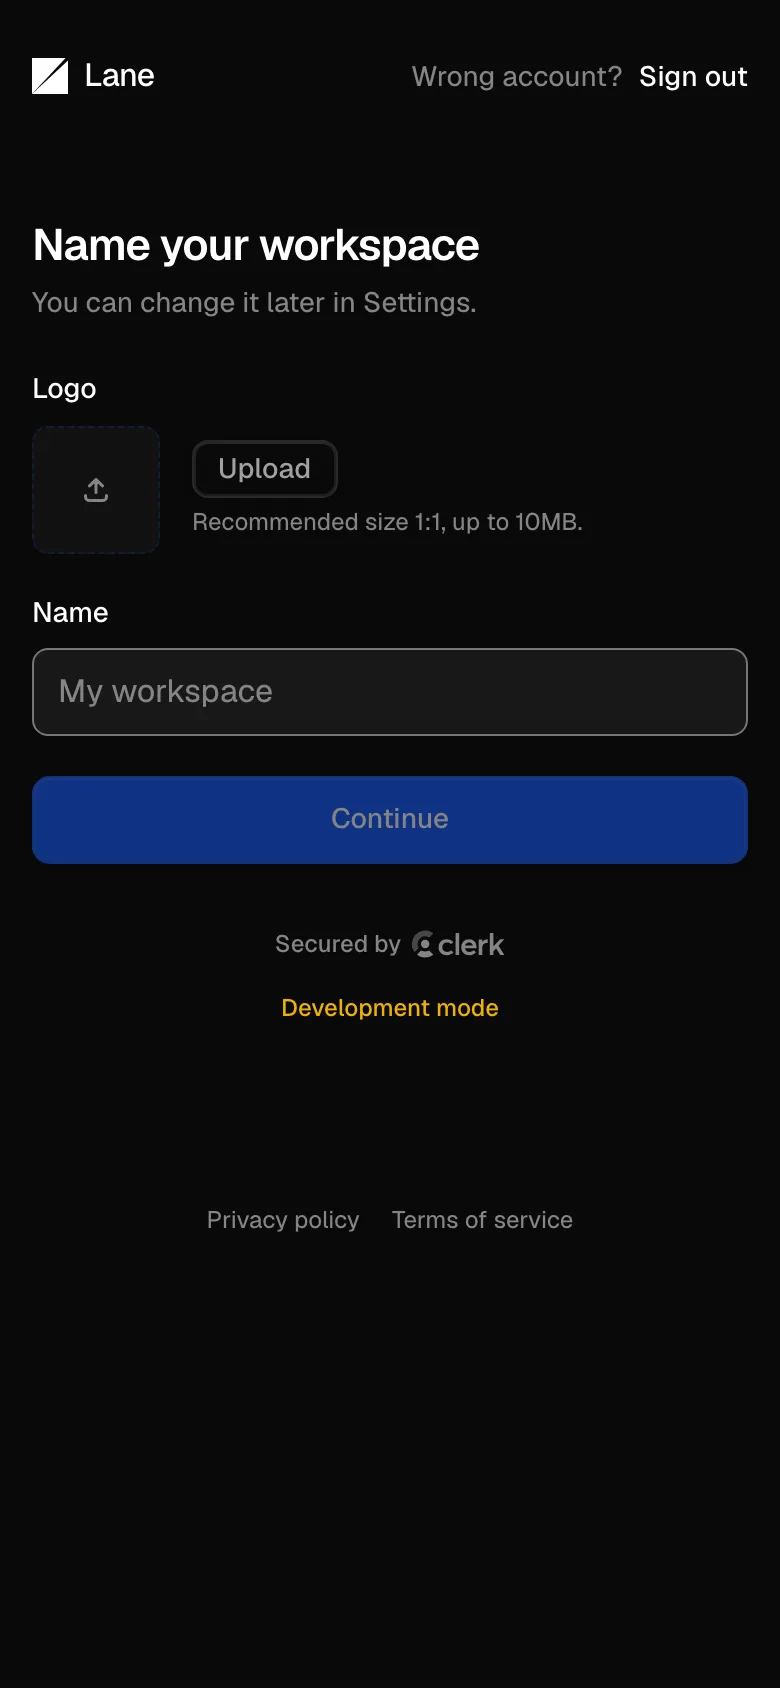 Lane
Wrong account? Sign out
Name your workspace
You can change it later in Settings.
Logo
Upload
Recommended size 1:1, up to 10MB.
Name
My workspace
Continue
Secured by clerk
Development mode
Privacy policy Terms of service